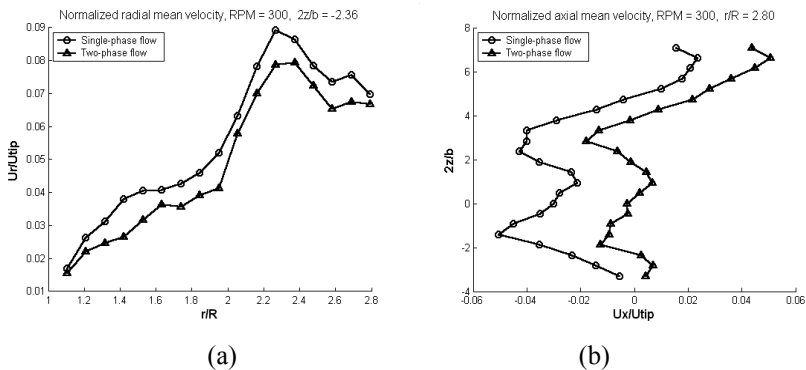 Normalized radial mean velocity, RPM = 300, 2z/b = -2.36
Single-phase flow
Two-phase flow
Ur/Utip
0.09
0.08
0.07
0.06
0.05
0.04
0.03
0.02
0.01
1 1.2 1.4 1.6 1.8 2 2.2 2.4 2.6 2.8
r/R
(a)
Normalized axial mean velocity, RPM = 300, r/R = 2.80
Single-phase flow
Two-phase flow
2z/b
8
6
4
2
0
-2
-4
-0.06 -0.04 -0.02 0 0.02 0.04 0.06
Ux/Utip
(b)